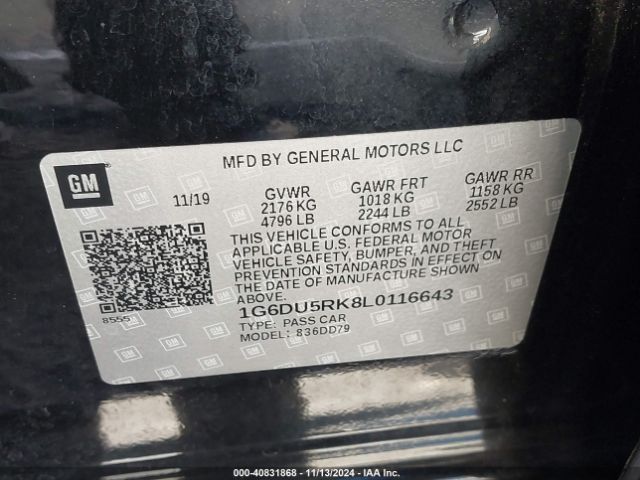 MFD BY GENERAL MOTORS LLC
GM
11/19
GVWR
2176 KG
4796 LB
GAWR FRT
1018 KG
2244 LB
GAWR RR
1158 KG
2552 LB
THIS VEHICLE CONFORMS TO ALL
APPLICABLE U.S. FEDERAL MOTOR
VEHICLE SAFETY, BUMPER, AND THEFT
PREVENTION STANDARDS IN EFFECT ON
THE DATE OF MANUFACTURE SHOWN
ABOVE.
8555
1G6DU5RK8L0116643
TYPE: PASS CAR
MODEL: 836DD79
000-40831868 - 11/13/2024 - IAA Inc.